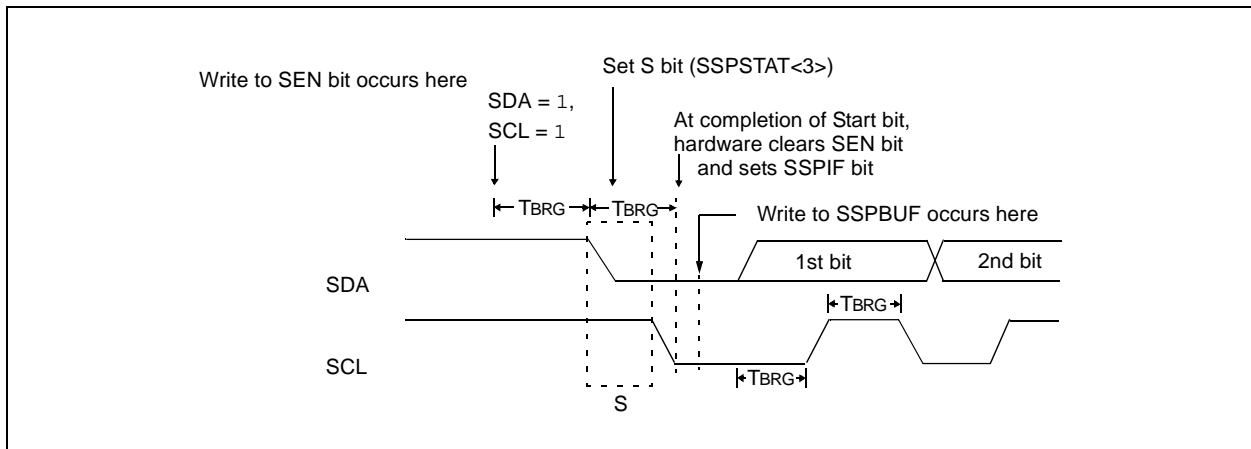 Write to SEN bit occurs here
Set S bit (SSPSTAT<3>)
SDA = 1,
SCL = 1
At completion of Start bit,
hardware clears SEN bit
and sets SSPIF bit
TBRG
TBRG
Write to SSPBUF occurs here
SDA
1st bit
2nd bit
TBRG
SCL
TBRG
S